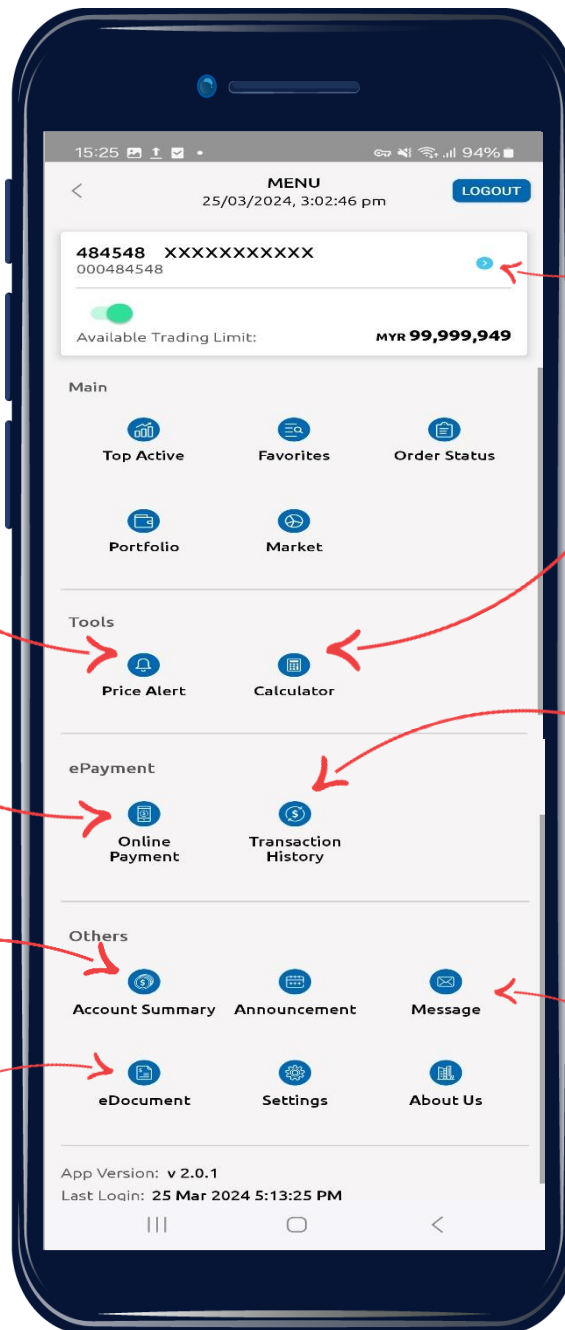 15:25 94%
MENU
25/03/2024, 3:02:46 pm
LOGOUT
484548 XXXXXXXXXXX
000484548
Available Trading Limit: MYR 99,999,949
Main
Top Active Favorites Order Status
Portfolio Market
Tools
Price Alert Calculator
ePayment
Online Payment
Transaction History
Others
Account Summary Announcement Message
eDocument Settings About Us
App Version: v 2.0.1
Last Login: 25 Mar 2024 5:13:25 PM